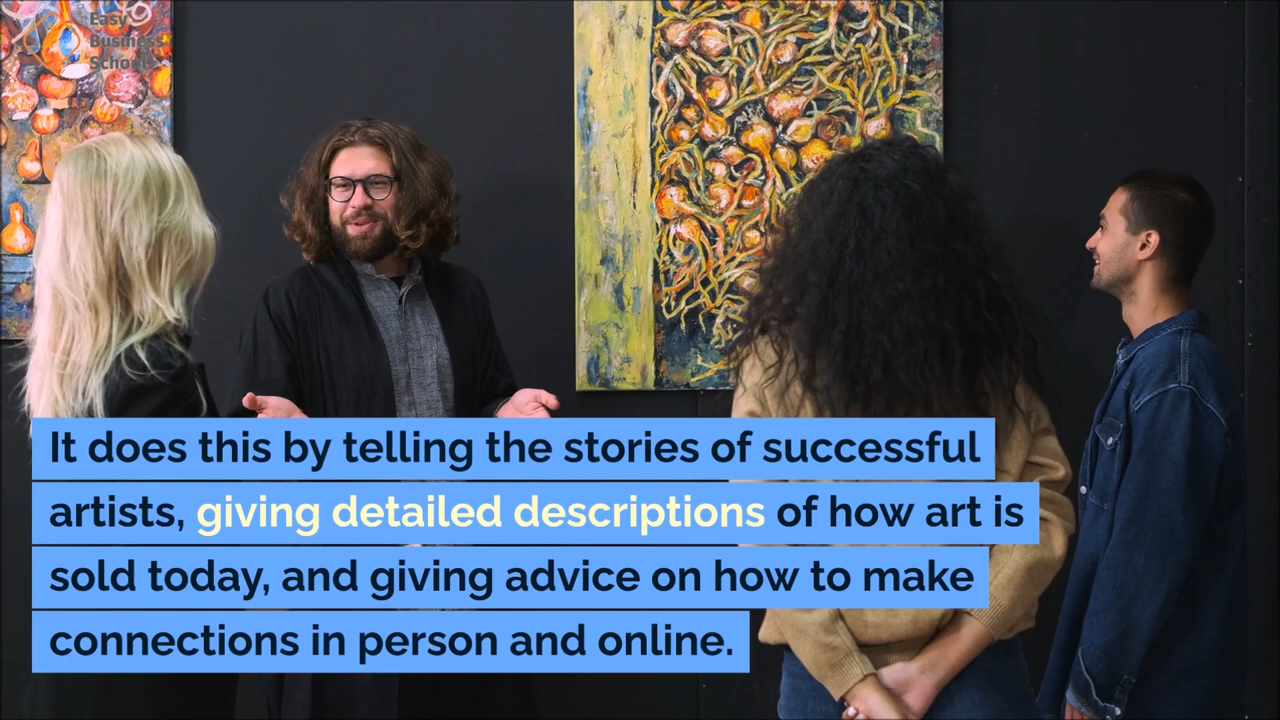 Easy
Business
School
It does this by telling the stories of successful
artists, giving detailed descriptions of how art is
sold today, and giving advice on how to make
connections in person and online.